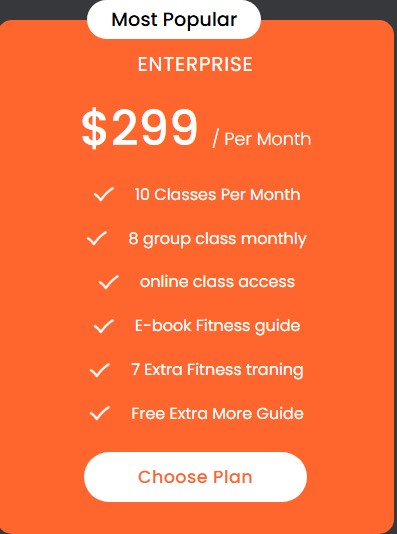 Most Popular
ENTERPRISE
$299 / Per Month
10 Classes Per Month
8 group class monthly
online class access
E-book Fitness guide
7 Extra Fitness traning
Free Extra More Guide
Choose Plan